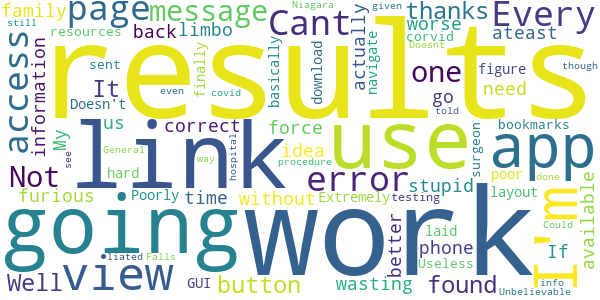 family
page
message
Cant
Niagara
given
thanks
Every
still
resources
back
limbo
worse
ateast
access
information
It
sent
Doesn't
finally
basically
download
actually
navigate
corvid
Doesnt
though
even
covid
one
figure
need
go
told
results
My
us
correct
force
use
surgeon
bookmarks
app
see
General
link
hospital
idea
procedure
way
Not
hard
error
poor
done
furious
Poorly
time
without
Extremely
stupid
testing
layout
Could
available
going
work
I'm
better
laid
phone
found
If
Useless
Well
view
liated
Falls
GUI
button
wasting
info
Unbelievable